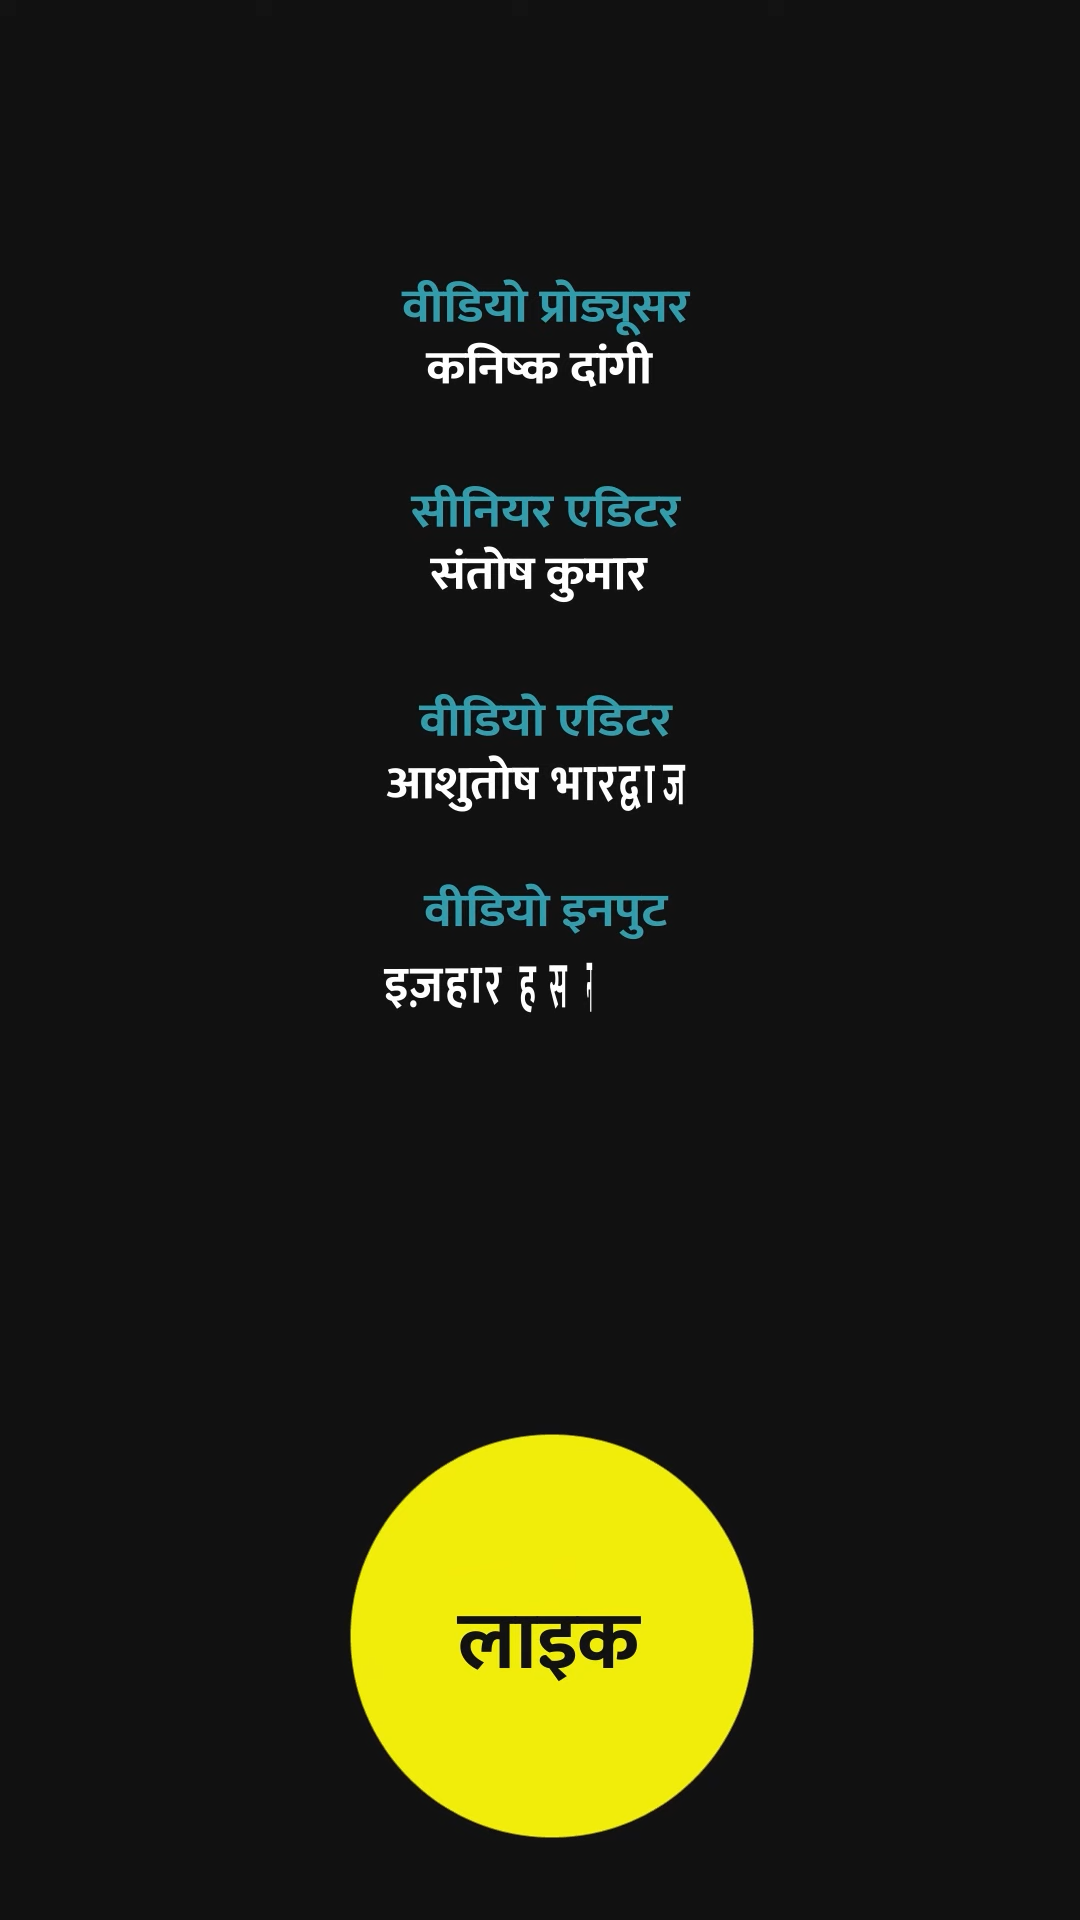 वीडियो प्रोड्यूसर
कनिष्क दांगी
सीनियर एडिटर
संतोष कुमार
वीडियो एडिटर
आशुतोष भारद्वाज
वीडियो इनपुट
इज़हार
लाइक